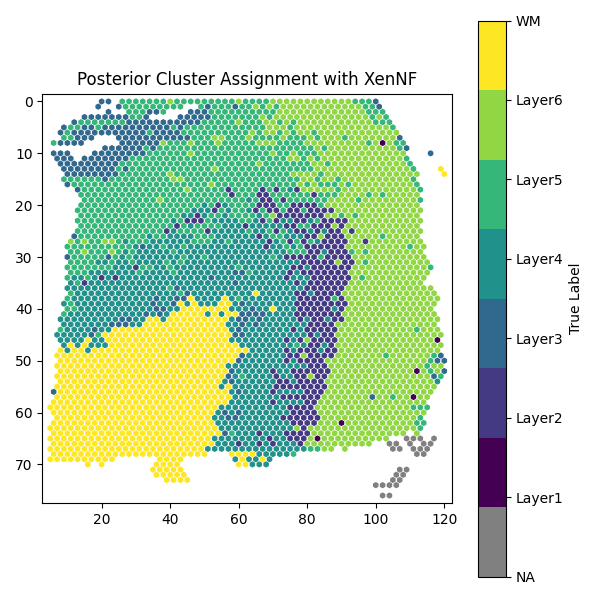 Posterior Cluster Assignment with XenNF
0
10
20
30
40
50
60
70
20
40
60
80
100
120
WM
Layer6
Layer5
Layer4
Layer3
Layer2
Layer1
NA
True Label